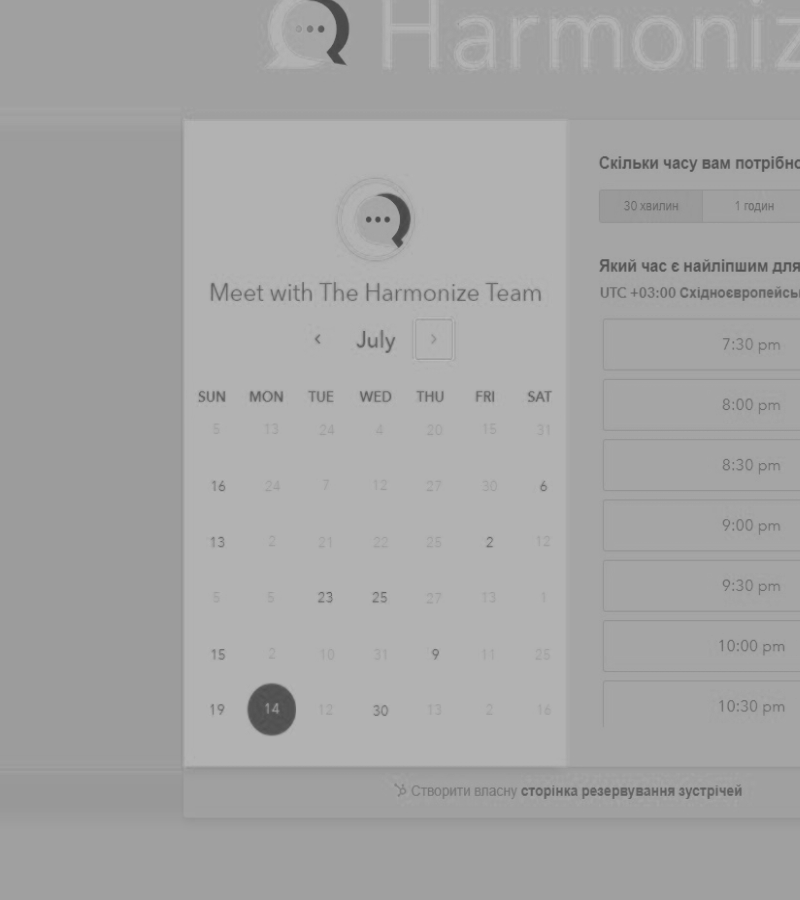 Harmoniz
Meet with The Harmonize Team
July
SUN MON TUE WED THU FRI SAT
5 13 24 4 20 15 31
16 24 7 12 27 30 6
13 2 21 22 25 2 12
5 5 23 25 27 13 1
15 2 10 31 9 11 25
19 14 12 30 13 2 16
Скільки часу вам потрібно
30 хвилин 1 годин
Який час є найліпшим для
UTC +03:00 Східноєвропейсь
7:30 pm
8:00 pm
8:30 pm
9:00 pm
9:30 pm
10:00 pm
10:30 pm
Створити власну сторінка резервування зустрічей